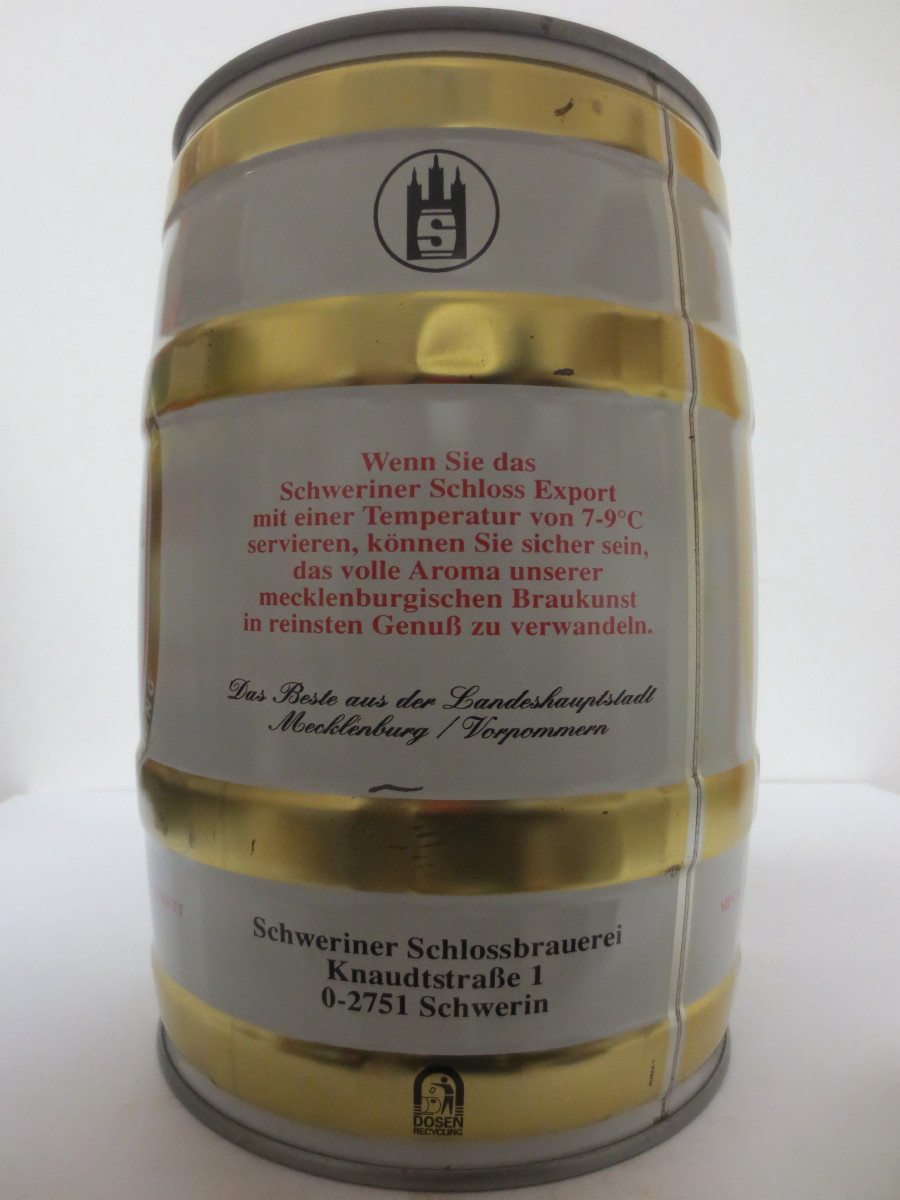 S
Wenn Sie das
Schweriner Schloss Export
mit einer Temperatur von 7-9°C
servieren, können Sie sicher sein,
das volle Aroma unserer
mecklenburgischen Braukunst
in reinsten Genuß zu verwandeln.
Das Beste aus der Landeshauptstadt
Mecklenburg / Vorpommern
Schweriner Schlossbrauerei
Knaudtstraße 1
0-2751 Schwerin
DOSEN
RECYCLING